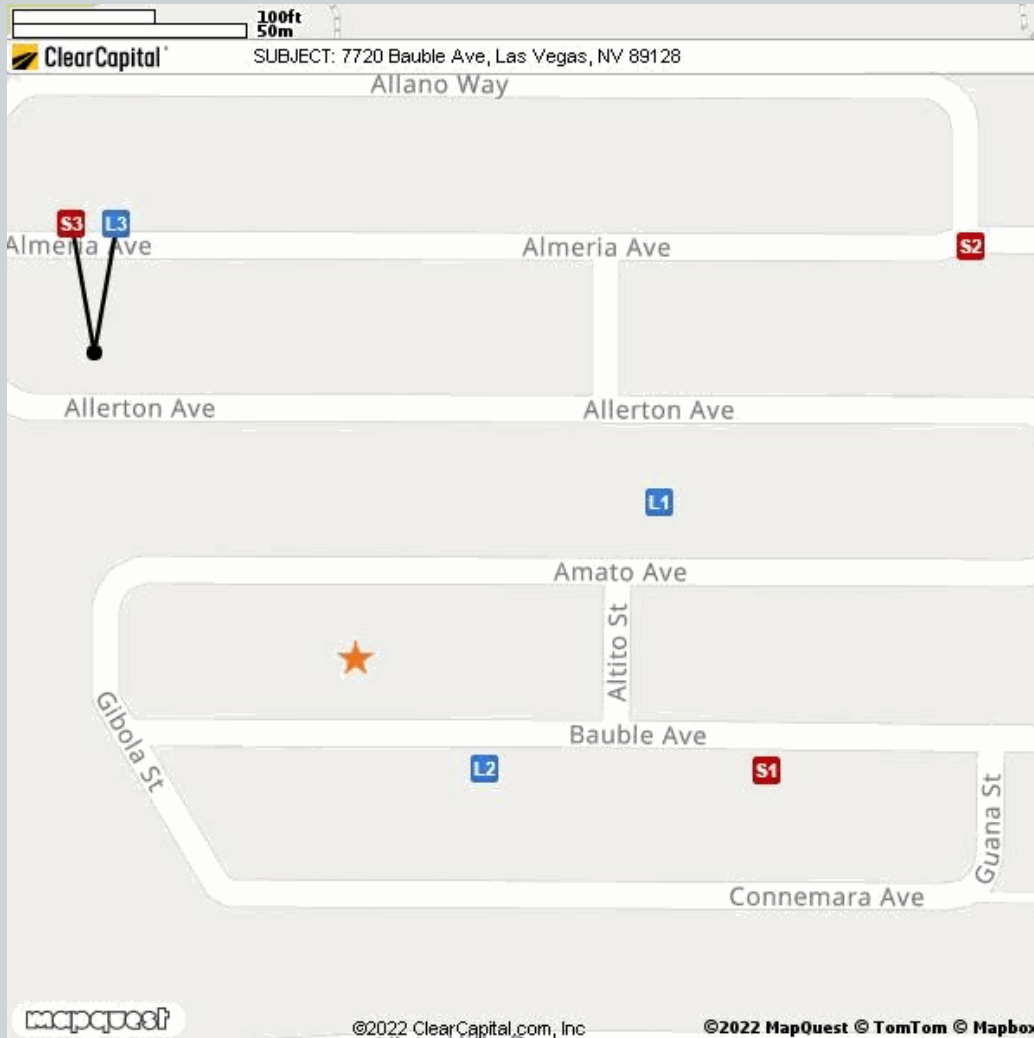 100ft
50m
ClearCapital
SUBJECT: 7720 Bauble Ave, Las Vegas, NV 89128
Allano Way
S3 L3
Almeria Ave Almeria Ave S2
Allerton Ave Allerton Ave
L1
Amato Ave
Altito St
Gibola St
Bauble Ave
L2 S1
Guana St
Connemara Ave
mapquest ©2022 ClearCapital.com, Inc ©2022 MapQuest © TomTom © Mapbox